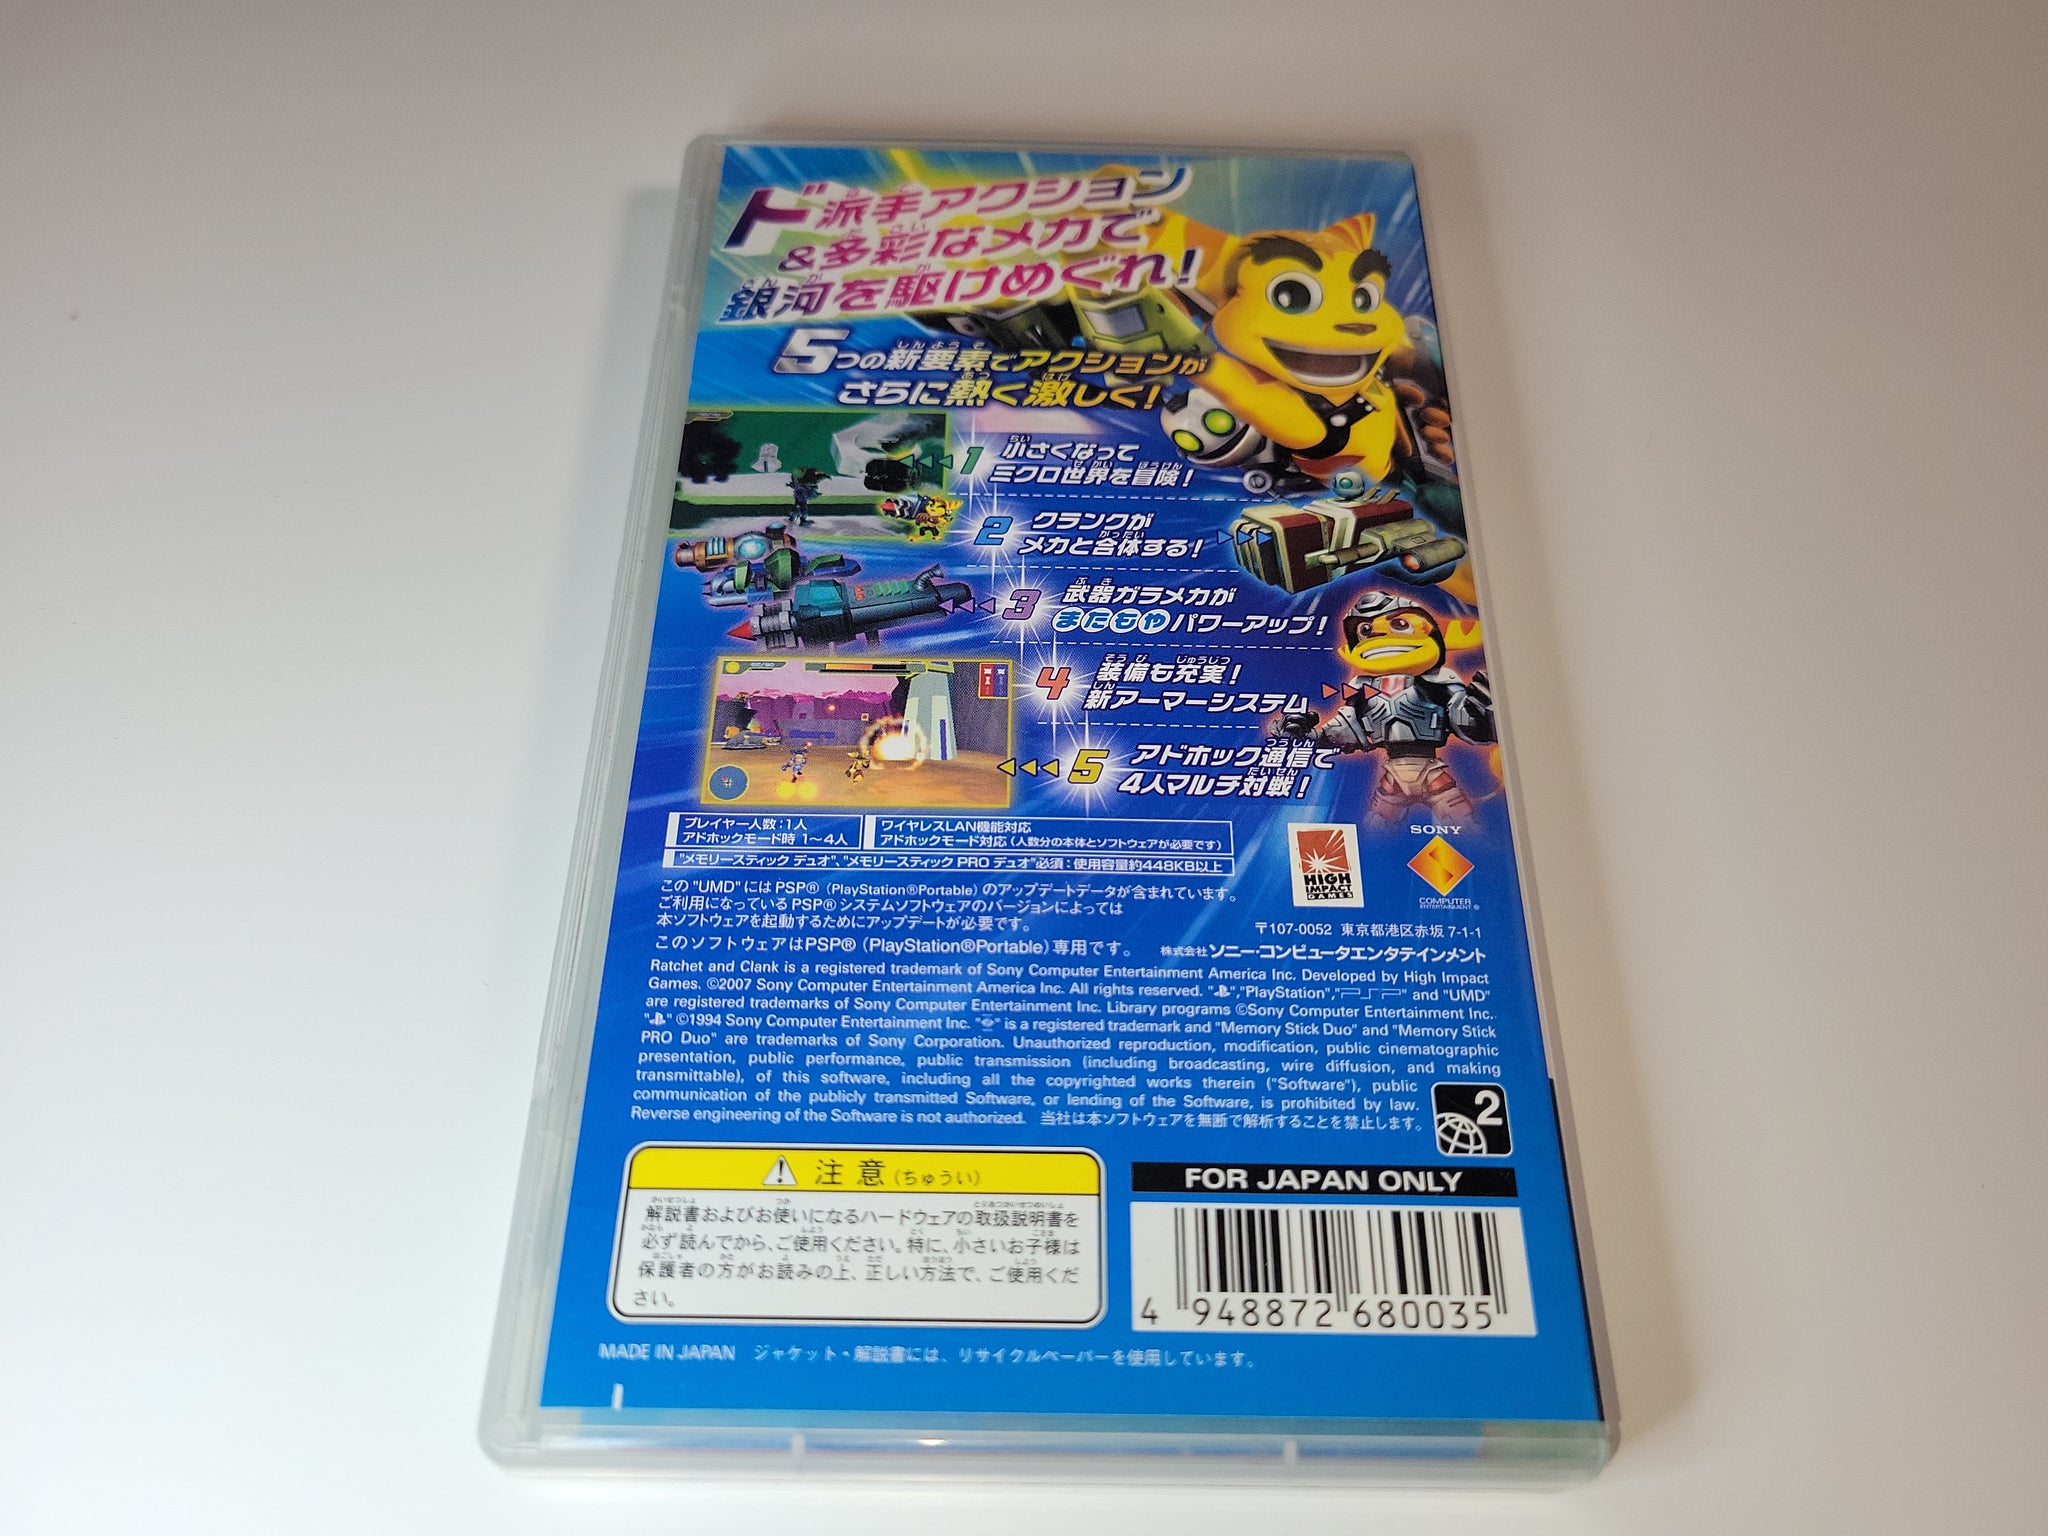 ド派手アクション
&多彩なメカで
銀河を駆けめぐれ!
5つの新要素でアクションが
さらに熱く激しく!
1 小さくなって
ミクロ世界を冒険!
2 クランクが
メカと合体する!
3 武器ガラメカが
またもやパワーアップ!
4 装備も充実!
新アーマーシステム
5 アドホック通信で
4人マルチ対戦!
プレイヤー人数:1人
アドホックモード時 1~4人
ワイヤレスLAN機能対応
アドホックモード対応(人数分の本体とソフトウェアが必要です)
"メモリースティック デュオ"、"メモリースティック PRO デュオ"必須:使用容量約448KB以上
この "UMD" には PSP®(PlayStation®Portable)のアップデートデータが含まれています。
ご利用になっている PSP® システムソフトウェアのバージョンによっては
本ソフトウェアを起動するためにアップデートが必要です。
このソフトウェアはPSP®(PlayStation®Portable)専用です。
HIGH
IMPACT
GAMES
SONY
COMPUTER
ENTERTAINMENT®
〒107-0052 東京都港区赤坂 7-1-1
株式会社 ソニー・コンピュータエンタテインメント
Ratchet and Clank is a registered trademark of Sony Computer Entertainment America Inc. Developed by High Impact
Games. ©2007 Sony Computer Entertainment America Inc. All rights reserved. "","PlayStation","PSP" and "UMD"
are registered trademarks of Sony Computer Entertainment Inc. Library programs ©Sony Computer Entertainment Inc.
"" ©1994 Sony Computer Entertainment Inc. "" is a registered trademark and "Memory Stick Duo" and "Memory Stick
PRO Duo" are trademarks of Sony Corporation. Unauthorized reproduction, modification, public cinematographic
presentation, public performance, public transmission (including broadcasting, wire diffusion, and making
transmittable), of this software, including all the copyrighted works therein ("Software"), public
communication of the publicly transmitted Software, or lending of the Software, is prohibited by law.
Reverse engineering of the Software is not authorized. 当社は本ソフトウェアを無断で解析することを禁止します。
2
注意(ちゅうい)
解説書およびお使いになるハードウェアの取扱説明書を
必ず読んでから、ご使用ください。特に、小さいお子様は
保護者の方がお読みの上、正しい方法で、ご使用くだ
さい。
FOR JAPAN ONLY
4 948872 680035
MADE IN JAPAN ジャケット・解説書には、リサイクルペーパーを使用しています。